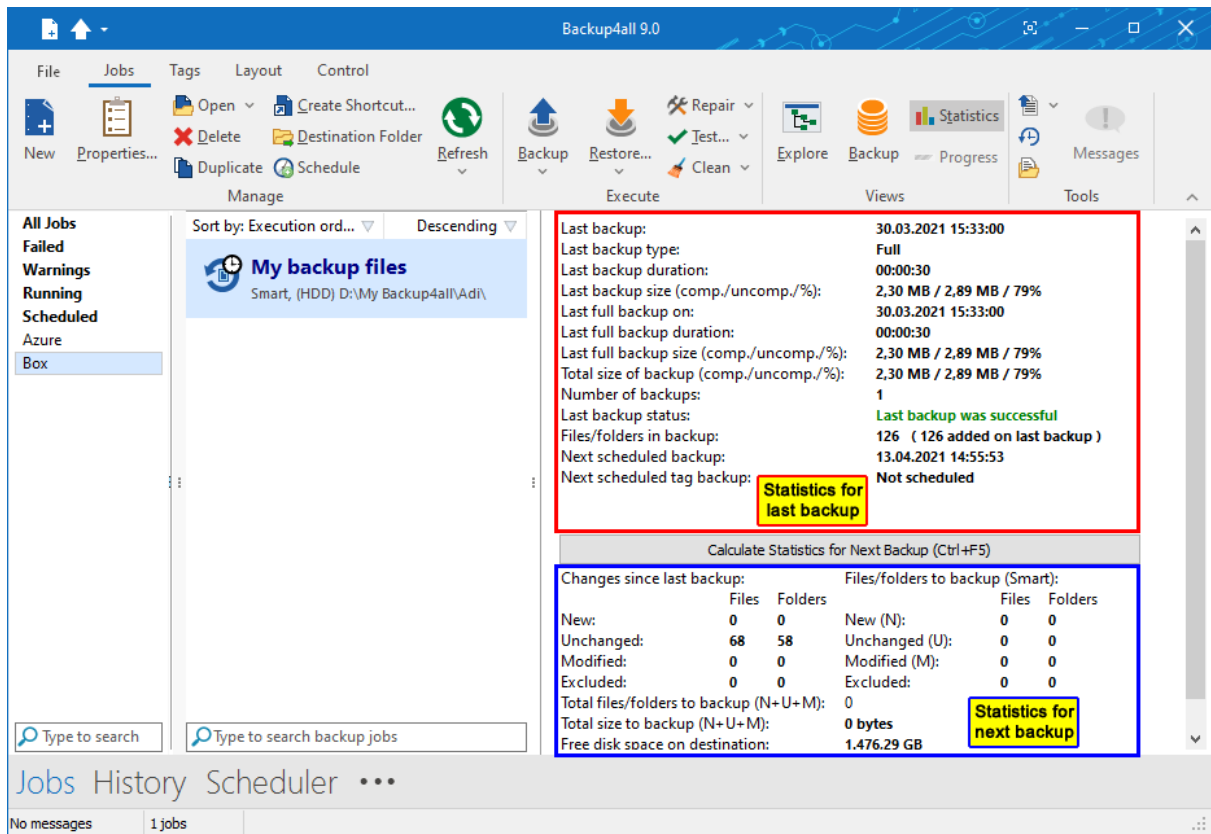 Backup4all 9.0
File Jobs Tags Layout Control
Open Create Shortcut... Repair Statistics
Delete Destination Folder Test...
New Properties... Refresh Backup Restore... Explore Backup Progress Messages
Duplicate Schedule Clean
Manage Execute Views Tools
All Jobs
Failed
Warnings
Running
Scheduled
Azure
Box
Type to search
Sort by: Execution ord... Descending
My backup files
Smart, (HDD) D:\My Backup4all\Adi\
Type to search backup jobs
Last backup: 30.03.2021 15:33:00
Last backup type: Full
Last backup duration: 00:00:30
Last backup size (comp./uncomp./%): 2,30 MB / 2,89 MB / 79%
Last full backup on: 30.03.2021 15:33:00
Last full backup duration: 00:00:30
Last full backup size (comp./uncomp./%): 2,30 MB / 2,89 MB / 79%
Total size of backup (comp./uncomp./%): 2,30 MB / 2,89 MB / 79%
Number of backups: 1
Last backup status: Last backup was successful
Files/folders in backup: 126 ( 126 added on last backup )
Next scheduled backup: 13.04.2021 14:55:53
Next scheduled tag backup: Not scheduled
Statistics for
last backup
Calculate Statistics for Next Backup (Ctrl+F5)
Changes since last backup: Files/folders to backup (Smart):
Files Folders Files Folders
New: 0 0 New (N): 0 0
Unchanged: 68 58 Unchanged (U): 0 0
Modified: 0 0 Modified (M): 0 0
Excluded: 0 0 Excluded: 0 0
Total files/folders to backup (N+U+M): 0
Total size to backup (N+U+M): 0 bytes
Free disk space on destination: 1.476.29 GB
Statistics for
next backup
Jobs History Scheduler •••
No messages 1 jobs